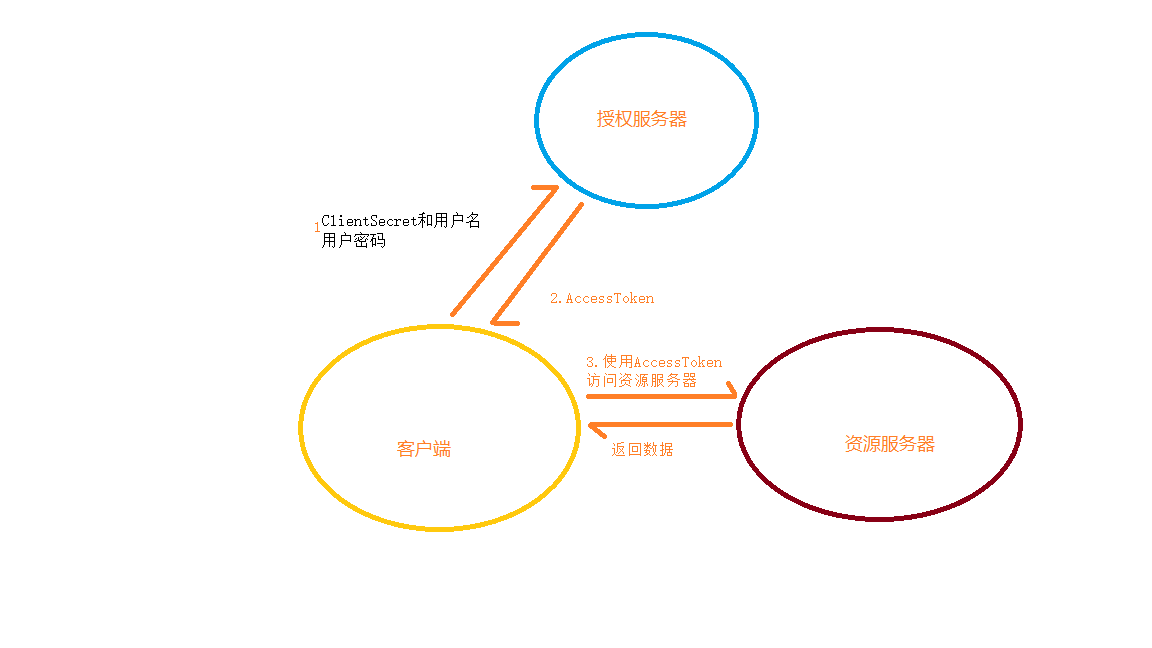 授权服务器
1ClientSecret和用户名
用户密码
2.AccessToken
3.使用AccessToken
访问资源服务器
返回数据
客户端
资源服务器